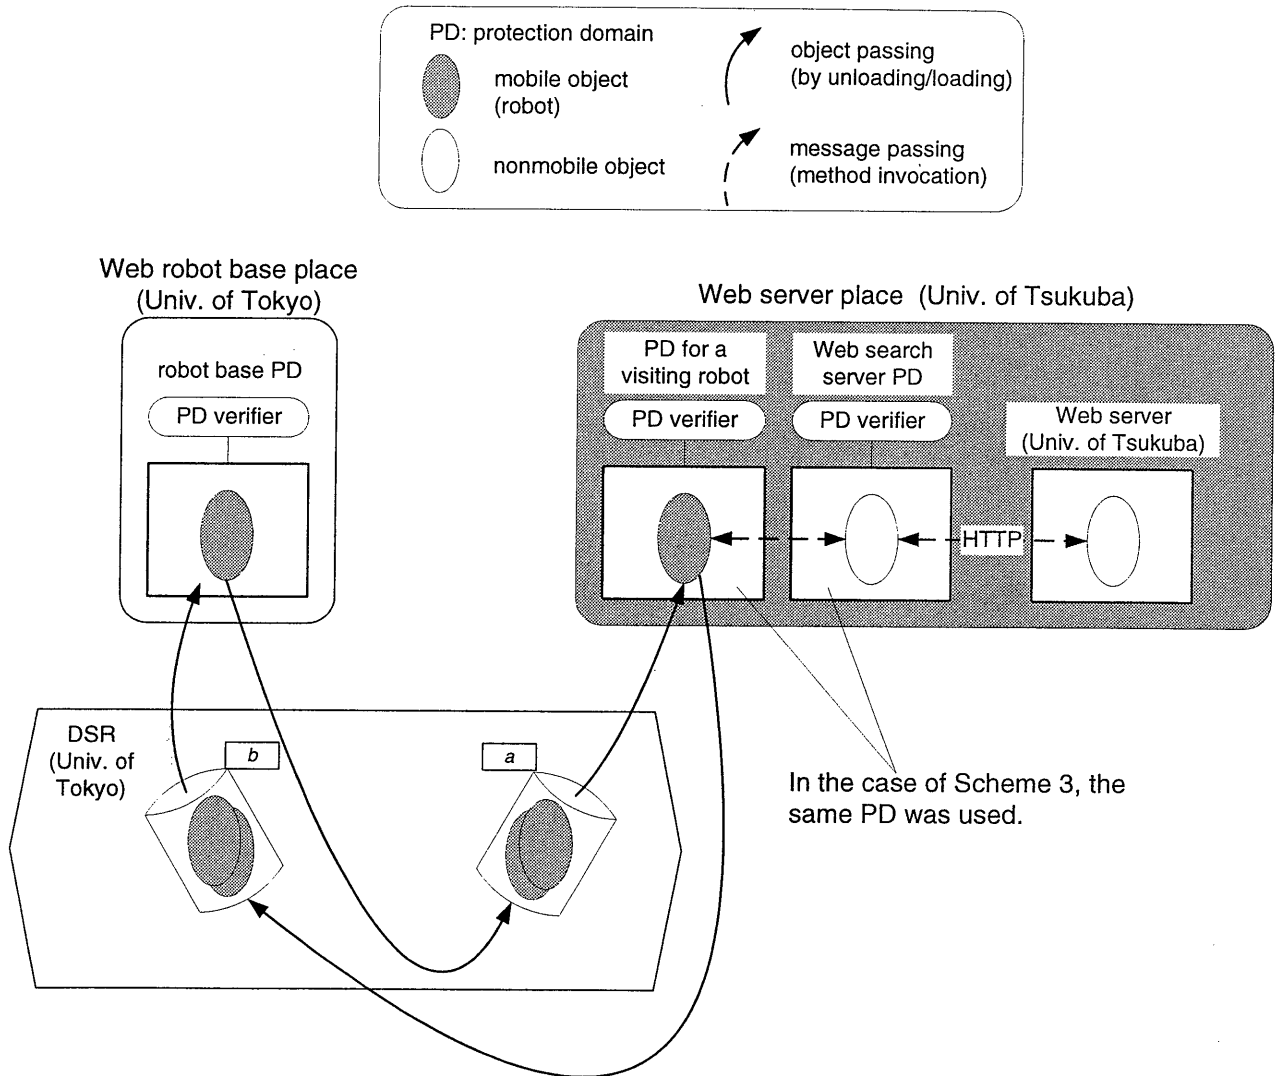 PD: protection domain
mobile object
(robot)
nonmobile object
object passing
(by unloading/loading)
message passing
(method invocation)
Web robot base place
(Univ. of Tokyo)
robot base PD
PD verifier
Web server place (Univ. of Tsukuba)
PD for a
visiting robot
PD verifier
Web search
server PD
PD verifier
Web server
(Univ. of Tsukuba)
HTTP
DSR
(Univ. of
Tokyo)
b
a
In the case of Scheme 3, the
same PD was used.